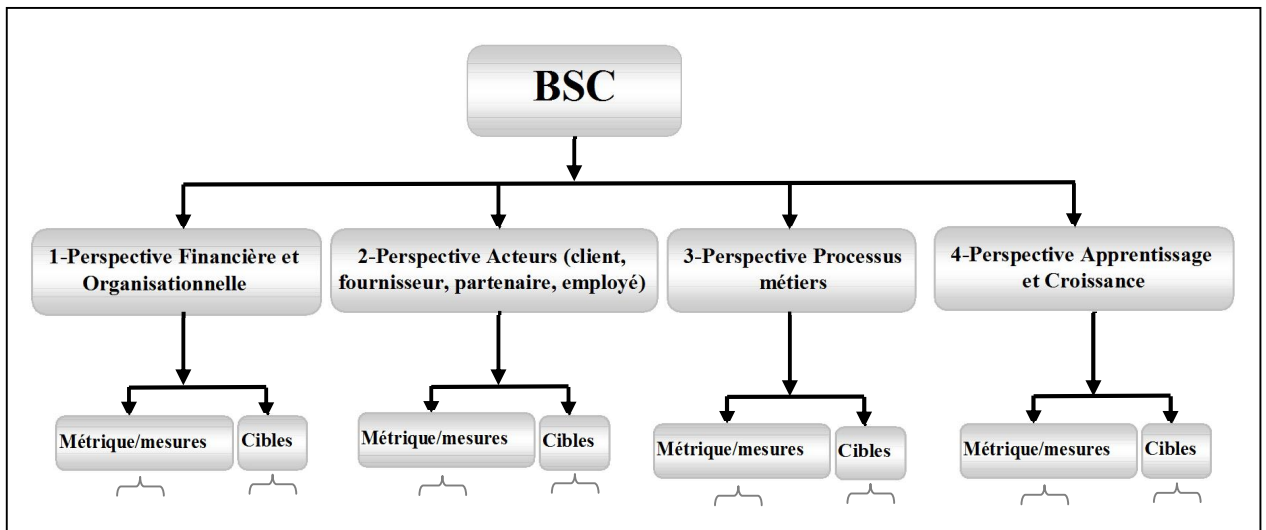 BSC
1-Perspective Financière et
Organisationnelle
2-Perspective Acteurs (client,
fournisseur, partenaire, employé)
3-Perspective Processus
métiers
4-Perspective Apprentissage
et Croissance
Métrique/mesures
Cibles
Métrique/mesures
Cibles
Métrique/mesures
Cibles
Métrique/mesures
Cibles